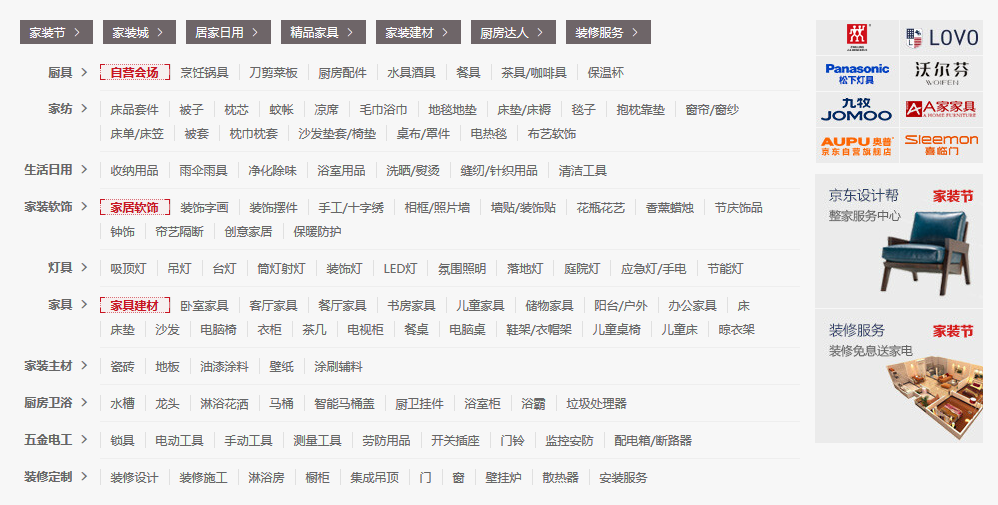 家装节 > 家装城 > 居家日用 > 精品家具 > 家装建材 > 厨房达人 > 装修服务 >
厨具 > 自营会场 烹饪锅具 刀剪菜板 厨房配件 水具酒具 餐具 茶具/咖啡具 保温杯
家纺 > 床品套件 被子 枕芯 蚊帐 凉席 毛巾浴巾 地毯地垫 床垫/床褥 毯子 抱枕靠垫 窗帘/窗纱
床单/床笠 被套 枕巾枕套 沙发垫套/椅垫 桌布/罩件 电热毯 布艺软饰
生活日用 > 收纳用品 雨伞雨具 净化除味 浴室用品 洗晒/熨烫 缝纫/针织用品 清洁工具
家装软饰 > 家居软饰 装饰字画 装饰摆件 手工/十字绣 相框/照片墙 墙贴/装饰贴 花瓶花艺 香薰蜡烛 节庆饰品
钟饰 帘艺隔断 创意家居 保暖防护
灯具 > 吸顶灯 吊灯 台灯 筒灯射灯 装饰灯 LED灯 氛围照明 落地灯 庭院灯 应急灯/手电 节能灯
家具 > 家具建材 卧室家具 客厅家具 餐厅家具 书房家具 儿童家具 储物家具 阳台/户外 办公家具 床
床垫 沙发 电脑椅 衣柜 茶几 电视柜 餐桌 电脑桌 鞋架/衣帽架 儿童桌椅 儿童床 晾衣架
家装主材 > 瓷砖 地板 油漆涂料 壁纸 涂刷辅料
厨房卫浴 > 水槽 龙头 淋浴花洒 马桶 智能马桶盖 厨卫挂件 浴室柜 浴霸 垃圾处理器
五金电工 > 锁具 电动工具 手动工具 测量工具 劳防用品 开关插座 门铃 监控安防 配电箱/断路器
装修定制 > 装修设计 装修施工 淋浴房 橱柜 集成吊顶 门 窗 壁挂炉 散热器 安装服务
LOVO
Panasonic
松下灯具
沃尔芬
WOIFEN
九牧
JOMOO
A家家具
A HOME FURNITURE
AUPU 奥普
京东自营旗舰店
Sleemon
喜临门
京东设计帮 家装节
整家服务中心
装修服务 家装节
装修免息送家电